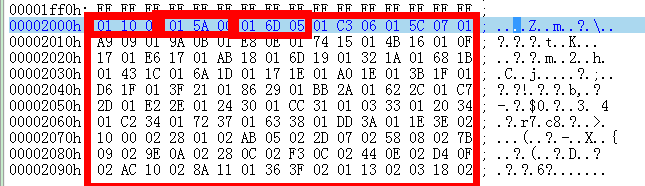 00001ff0h: FF FF FF FF FF FF FF FF FF FF FF FF FF FF FF FF ;
00002000h: 01 10 00 01 5A 00 01 6D 05 01 C3 06 01 5C 07 01 ; ....Z..m..?.\..
00002010h: A9 09 01 9A 0B 01 E8 0E 01 74 15 01 4B 16 01 0F ; ?.?.?.t..K...
00002020h: 17 01 E6 17 01 AB 18 01 6D 19 01 32 1A 01 68 1B ; ..?.?.m..2..h.
00002030h: 01 43 1C 01 6A 1D 01 17 1E 01 A0 1E 01 3B 1F 01 ; .C..j.....?.;..
00002040h: D6 1F 01 3F 21 01 86 29 01 BB 2A 01 62 2C 01 C7 ; ?.?!.?.?.b,.?
00002050h: 2D 01 E2 2E 01 24 30 01 CC 31 01 03 33 01 20 34 ; -.?.$0.?..3. 4
00002060h: 01 C2 34 01 72 37 01 63 38 01 DD 3A 01 1E 3E 02 ; .?.r7.c8.?..>.
00002070h: 10 00 02 28 01 02 AB 05 02 2D 07 02 58 08 02 7B ; ...(..?.-..X..{
00002080h: 09 02 9E 0A 02 28 0C 02 F3 0C 02 44 0E 02 D4 0F ; ..?.(..?.D..?
00002090h: 02 AC 10 02 8A 11 01 36 3F 02 01 13 02 03 18 02 ; .?.?.6?.......